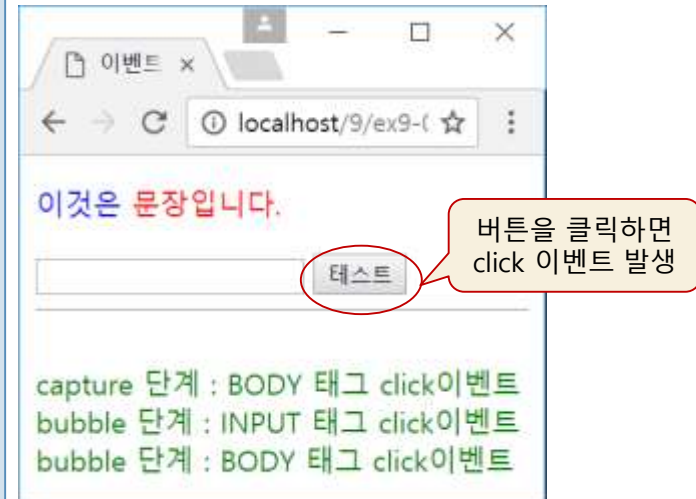 이벤트
localhost/9/ex9-(
이것은 문장입니다.
테스트
버튼을 클릭하면
click 이벤트 발생
capture 단계 : BODY 태그 click이벤트
bubble 단계 : INPUT 태그 click이벤트
bubble 단계 : BODY 태그 click이벤트